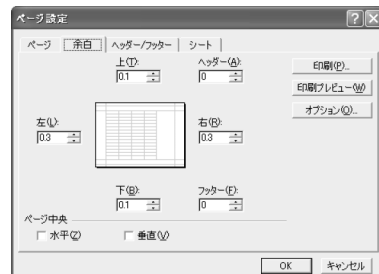 ページ設定
ページ 余白 ヘッダー/フッター シート
上(T): ヘッダー(A): 印刷(P)...
0.1 0 印刷プレビュー(W)
左(L): 右(R): オプション(O)...
0.3 0.3
下(B): フッター(F):
0.1 0
ページ中央
水平(Z) 垂直(V)
OK キャンセル